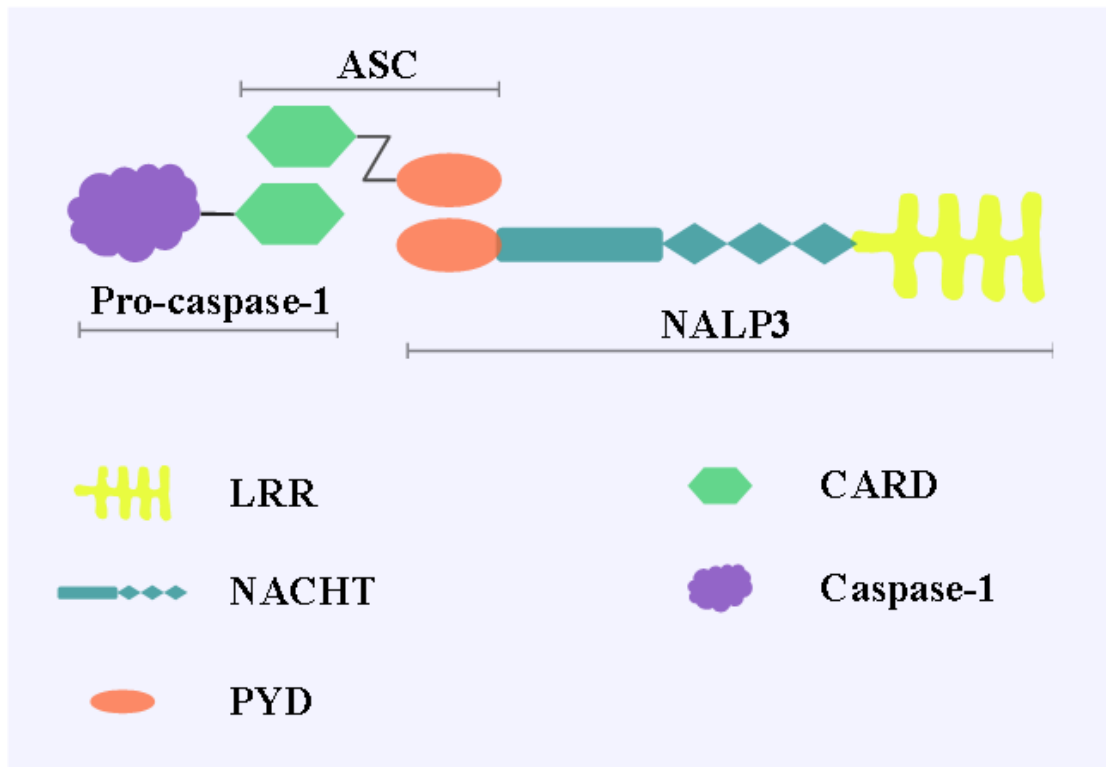 ASC
Pro-caspase-1
NALP3
LRR
CARD
NACHT
Caspase-1
PYD